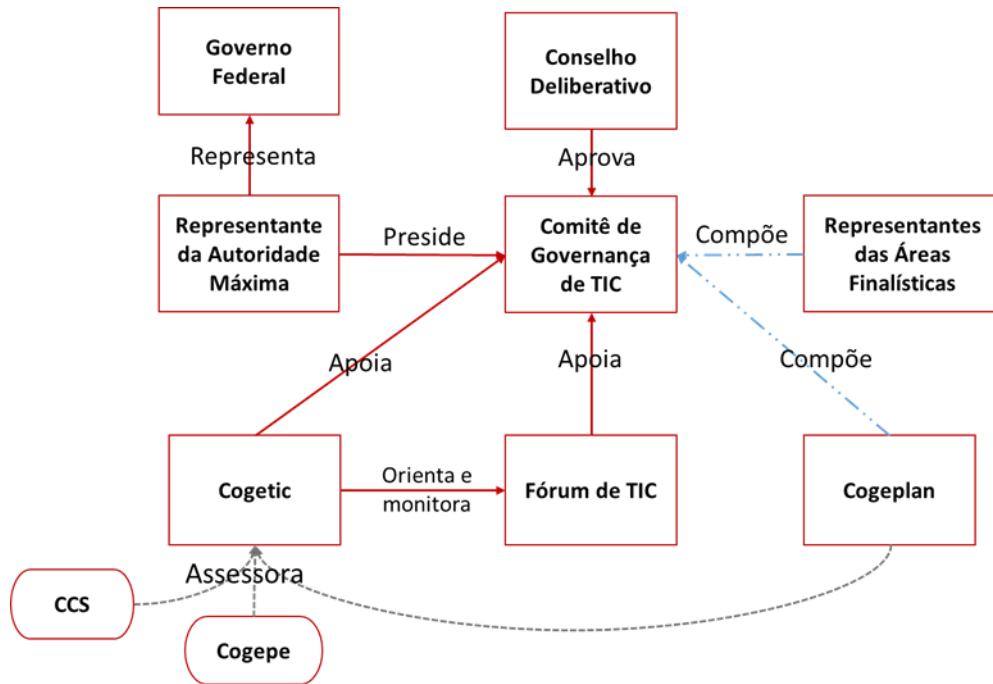 Governo
Federal
Conselho
Deliberativo
Representa
Aprova
Representante
da Autoridade
Máxima
Preside
Comitê de
Governança
de TIC
Compõe
Representantes
das Áreas
Finalísticas
Apoia
Apoia
Compõe
Cogetic
Orienta e
monitora
Fórum de TIC
Cogeplan
Assessora
CCS
Cogepe